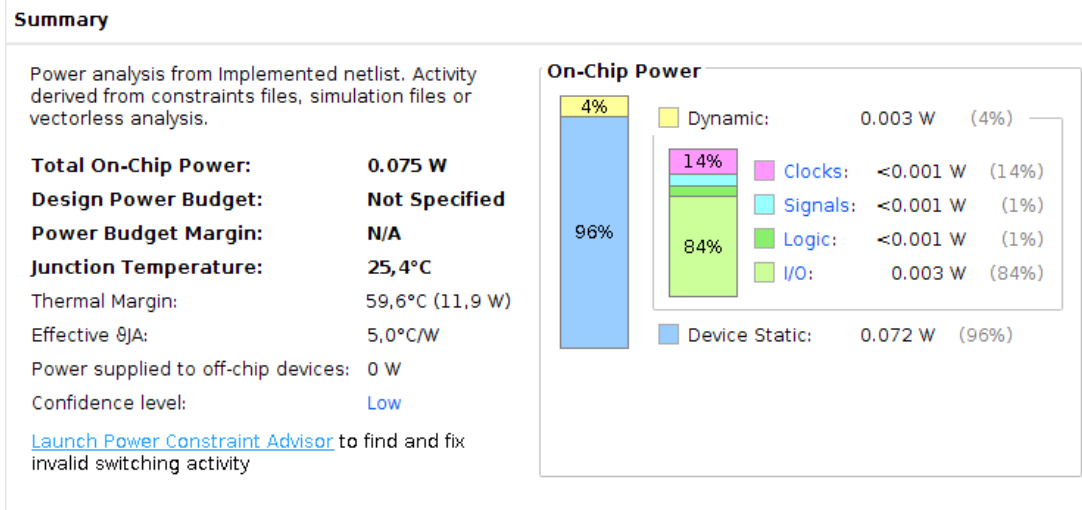 Summary
Power analysis from Implemented netlist. Activity
derived from constraints files, simulation files or
vectorless analysis.
Total On-Chip Power: 0.075 W
Design Power Budget: Not Specified
Power Budget Margin: N/A
Junction Temperature: 25,4°C
Thermal Margin: 59,6°C (11,9 W)
Effective ϑJA: 5,0°C/W
Power supplied to off-chip devices: 0 W
Confidence level: Low
Launch Power Constraint Advisor to find and fix
invalid switching activity
On-Chip Power
4%
96%
Dynamic: 0.003 W (4%)
14%
84%
Clocks: <0.001 W (14%)
Signals: <0.001 W (1%)
Logic: <0.001 W (1%)
I/O: 0.003 W (84%)
Device Static: 0.072 W (96%)